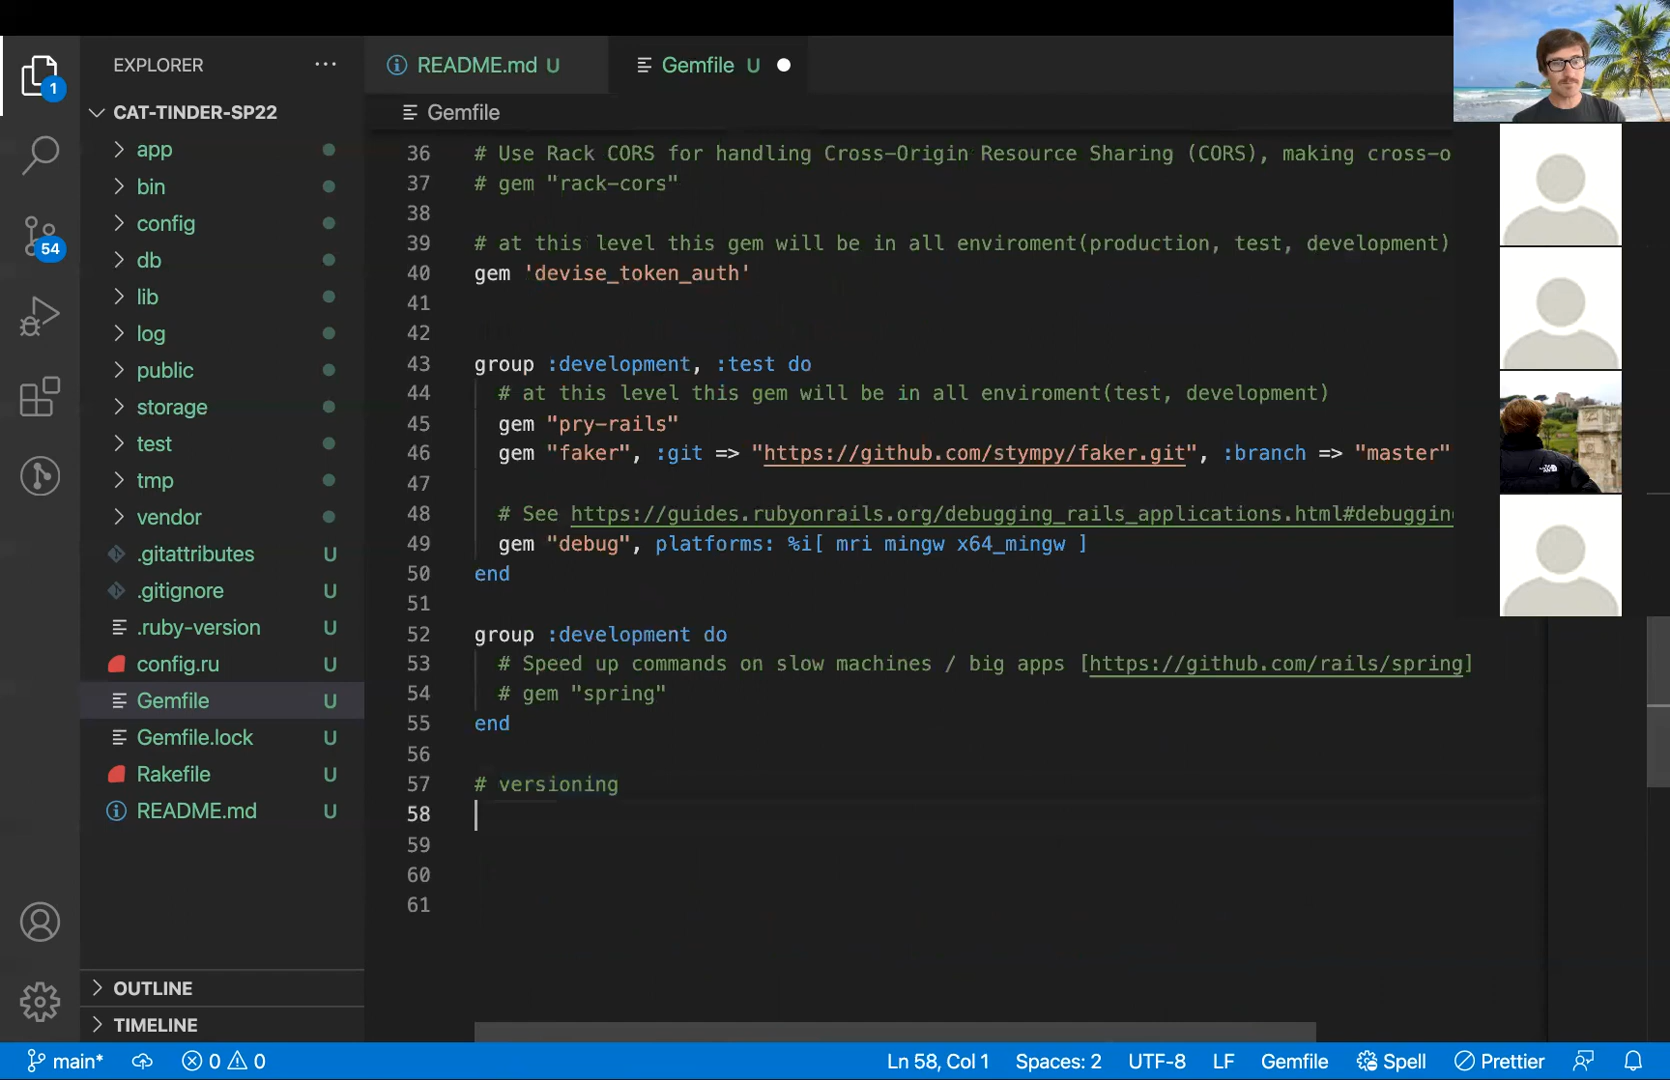 EXPLORER
README.md U
Gemfile U
1
CAT-TINDER-SP22
Gemfile
app
bin
config
db
lib
log
public
storage
test
tmp
vendor
.gitattributes U
.gitignore U
.ruby-version U
config.ru U
Gemfile U
Gemfile.lock U
Rakefile U
README.md U
54
OUTLINE
TIMELINE
36 # Use Rack CORS for handling Cross-Origin Resource Sharing (CORS), making cross-o
37 # gem "rack-cors"
38
39 # at this level this gem will be in all enviroment(production, test, development)
40 gem 'devise_token_auth'
41
42
43 group :development, :test do
44 # at this level this gem will be in all enviroment(test, development)
45 gem "pry-rails"
46 gem "faker", :git => "https://github.com/stympy/faker.git", :branch => "master"
47
48 # See https://guides.rubyonrails.org/debugging_rails_applications.html#debuggin
49 gem "debug", platforms: %i[ mri mingw x64_mingw ]
50 end
51
52 group :development do
53 # Speed up commands on slow machines / big apps [https://github.com/rails/spring]
54 # gem "spring"
55 end
56
57 # versioning
58
59
60
61
main* 0 0 Ln 58, Col 1 Spaces: 2 UTF-8 LF Gemfile Spell Prettier